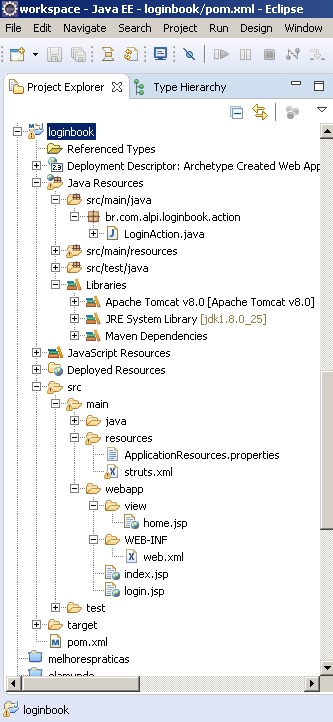 workspace - Java EE - loginbook/pom.xml - Eclipse
File Edit Navigate Search Project Run Design Window
Project Explorer Type Hierarchy
loginbook
Referenced Types
Deployment Descriptor: Archetype Created Web App
2.3
Java Resources
src/main/java
br.com.alpi.loginbook.action
LoginAction.java
src/main/resources
src/test/java
Libraries
Apache Tomcat v8.0 [Apache Tomcat v8.0]
JRE System Library [jdk1.8.0_25]
Maven Dependencies
JavaScript Resources
Deployed Resources
src
main
java
resources
ApplicationResources.properties
struts.xml
webapp
view
home.jsp
WEB-INF
web.xml
index.jsp
login.jsp
test
target
pom.xml
melhorespraticas
loginbook